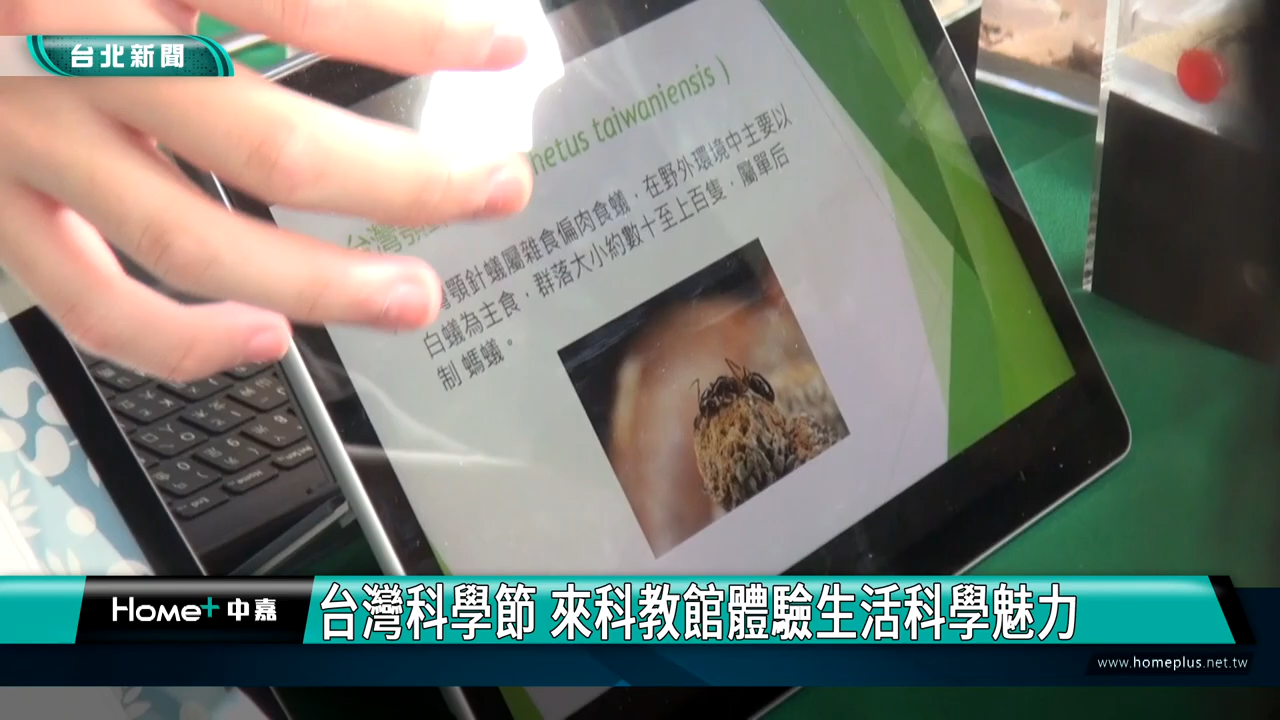 台北新聞
netus taiwaniensis )
台灣顎
顎針蟻屬雜食偏肉食蟻，在野外環境中主要以
白蟻為主食，群落大小約數十至上百隻，屬單后
制 螞蟻。
Home+ 中嘉
台灣科學節 來科教館體驗生活科學魅力
www.homeplus.net.tw